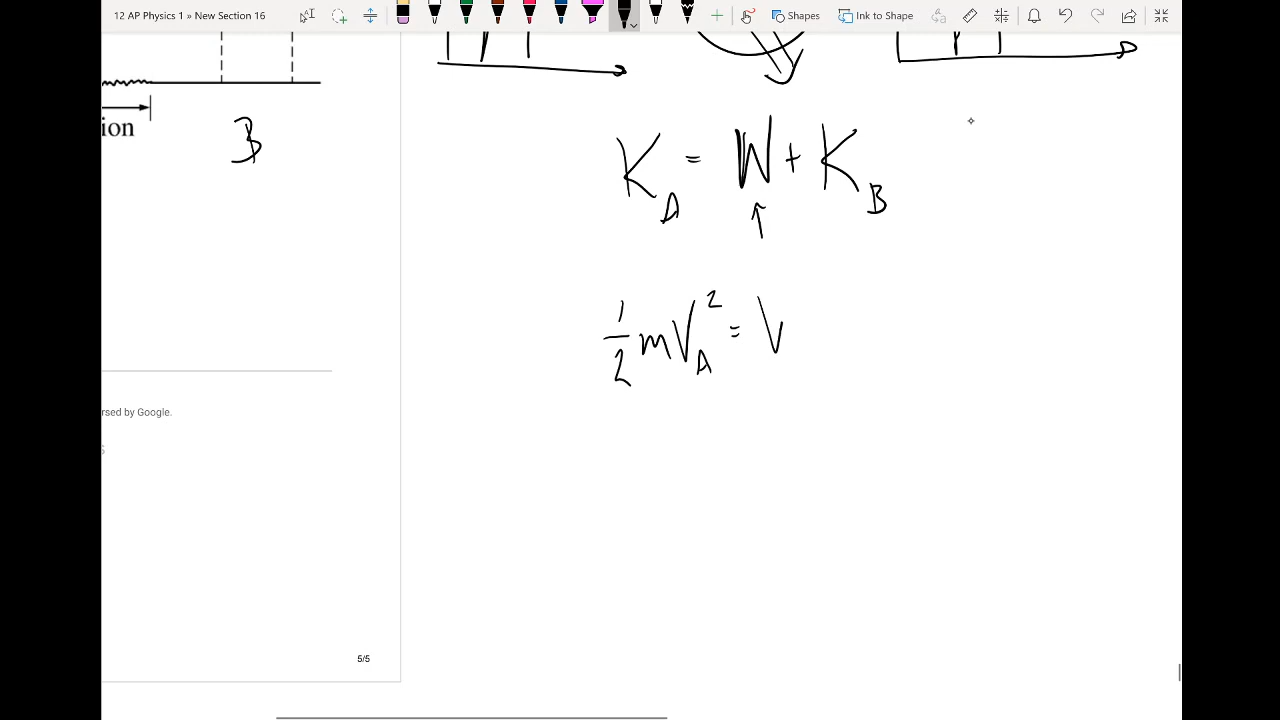 12 AP Physics 1 » New Section 16
Shapes
Ink to Shape
ion
B
K_A = W + K_B
↑
1/2 mV_A^2 = V
rsed by Google.
5/5